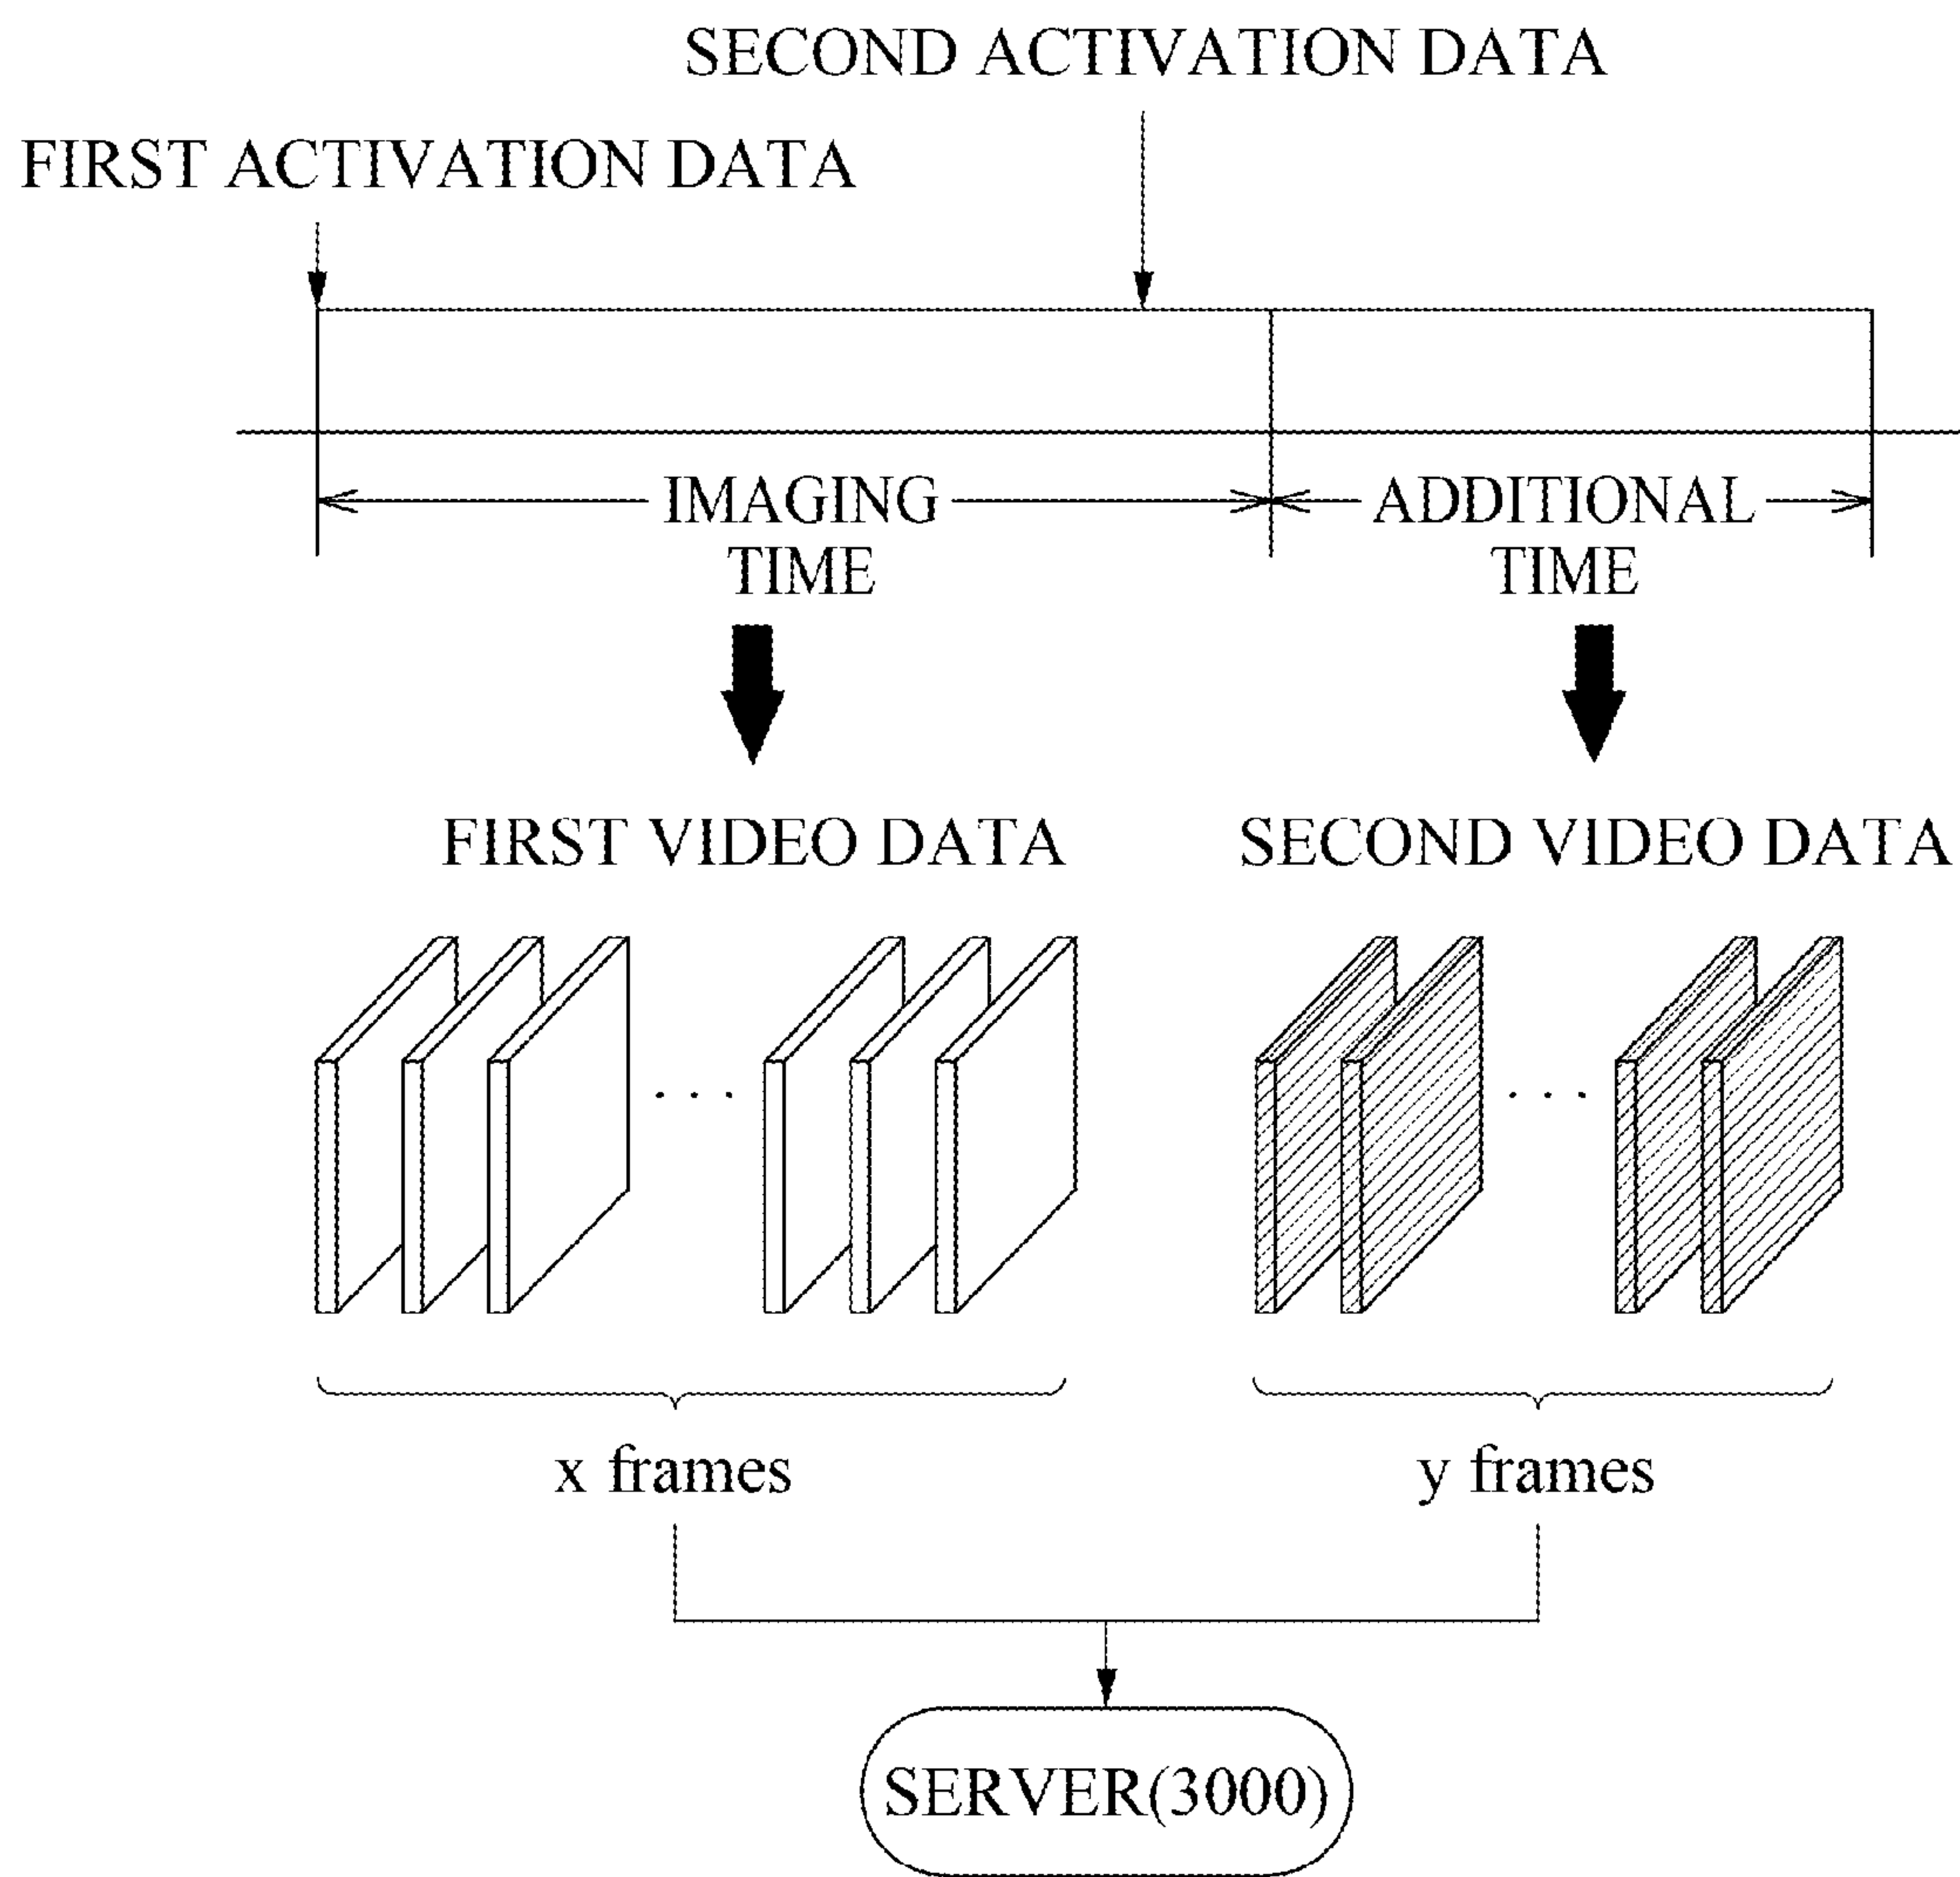 SECOND ACTIVATION DATA
FIRST ACTIVATION DATA
IMAGING
TIME
ADDITIONAL
TIME
FIRST VIDEO DATA
SECOND VIDEO DATA
. . .
. . .
x frames
y frames
SERVER(3000)